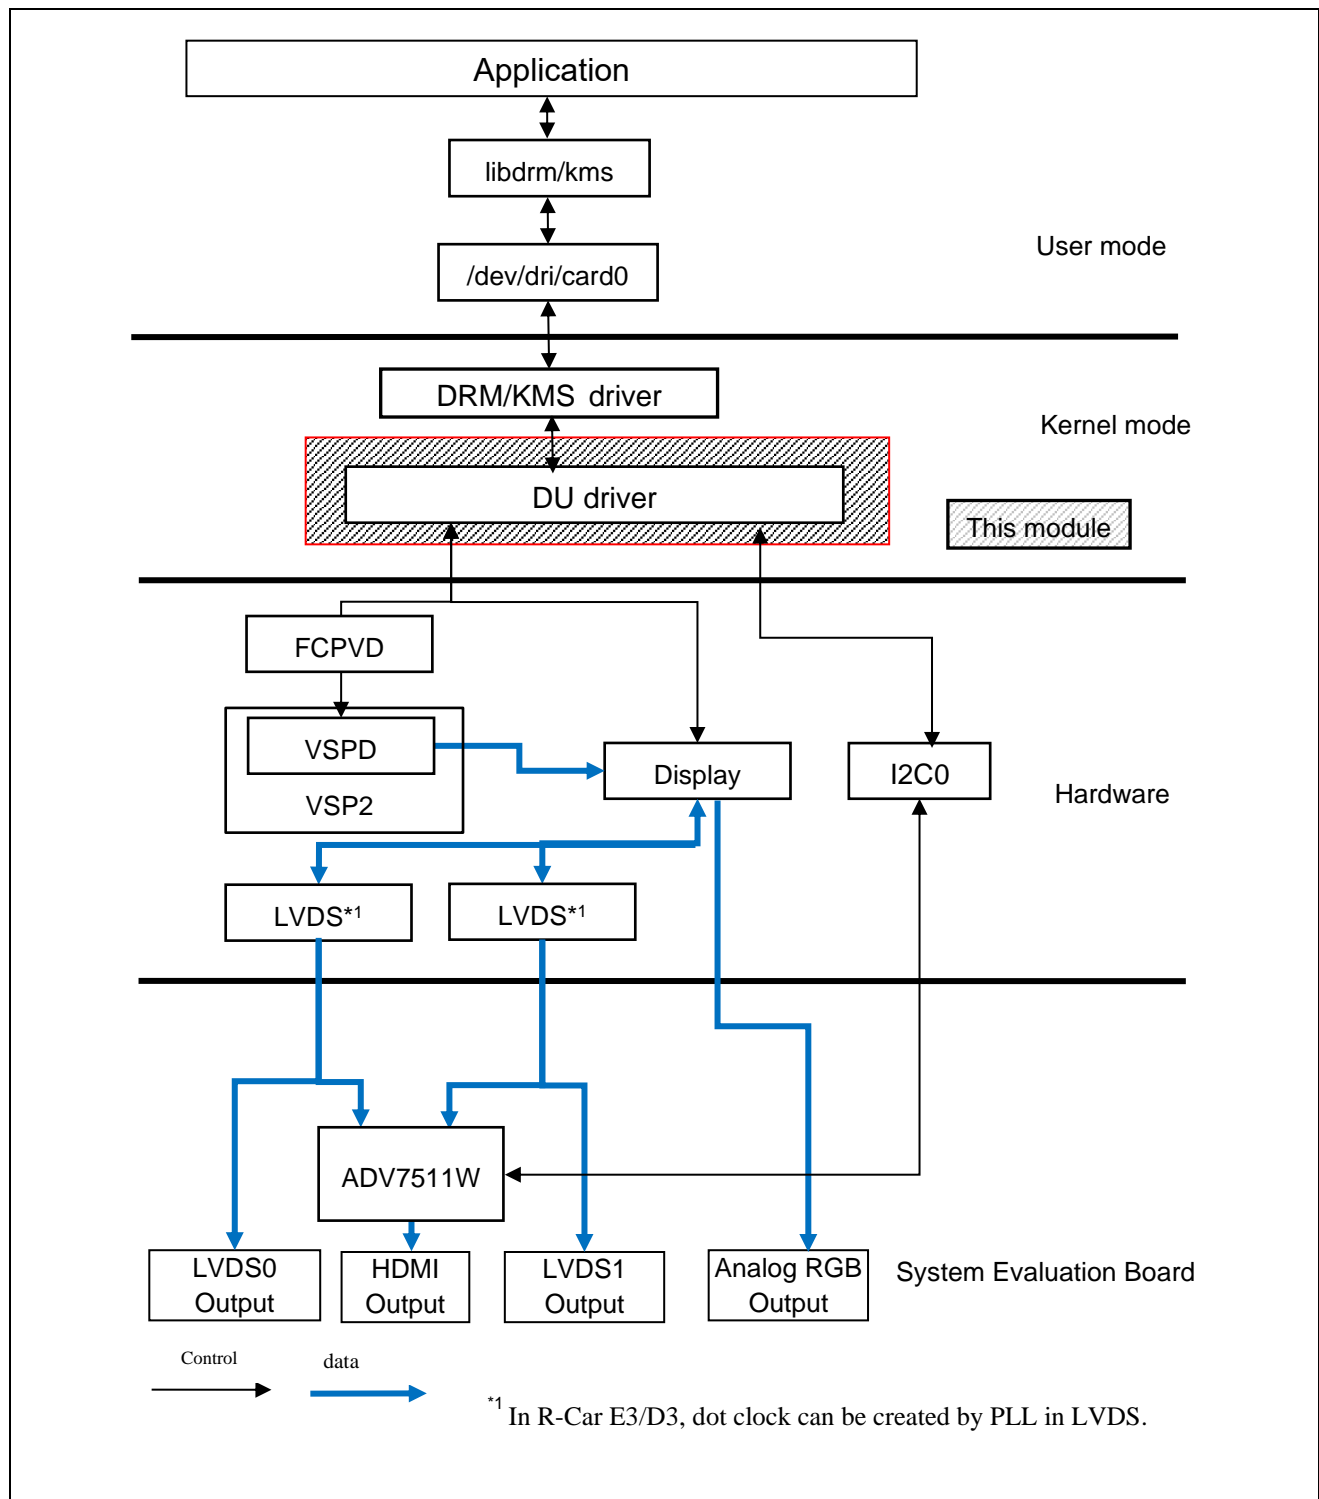 Application
libdrm/kms
/dev/dri/card0
User mode
DRM/KMS driver
Kernel mode
DU driver
This module
FCPVD
VSPD
VSP2
Display
I2C0
Hardware
LVDS*1
LVDS*1
ADV7511W
LVDS0
Output
HDMI
Output
LVDS1
Output
Analog RGB
Output
System Evaluation Board
Control
data
*1 In R-Car E3/D3, dot clock can be created by PLL in LVDS.